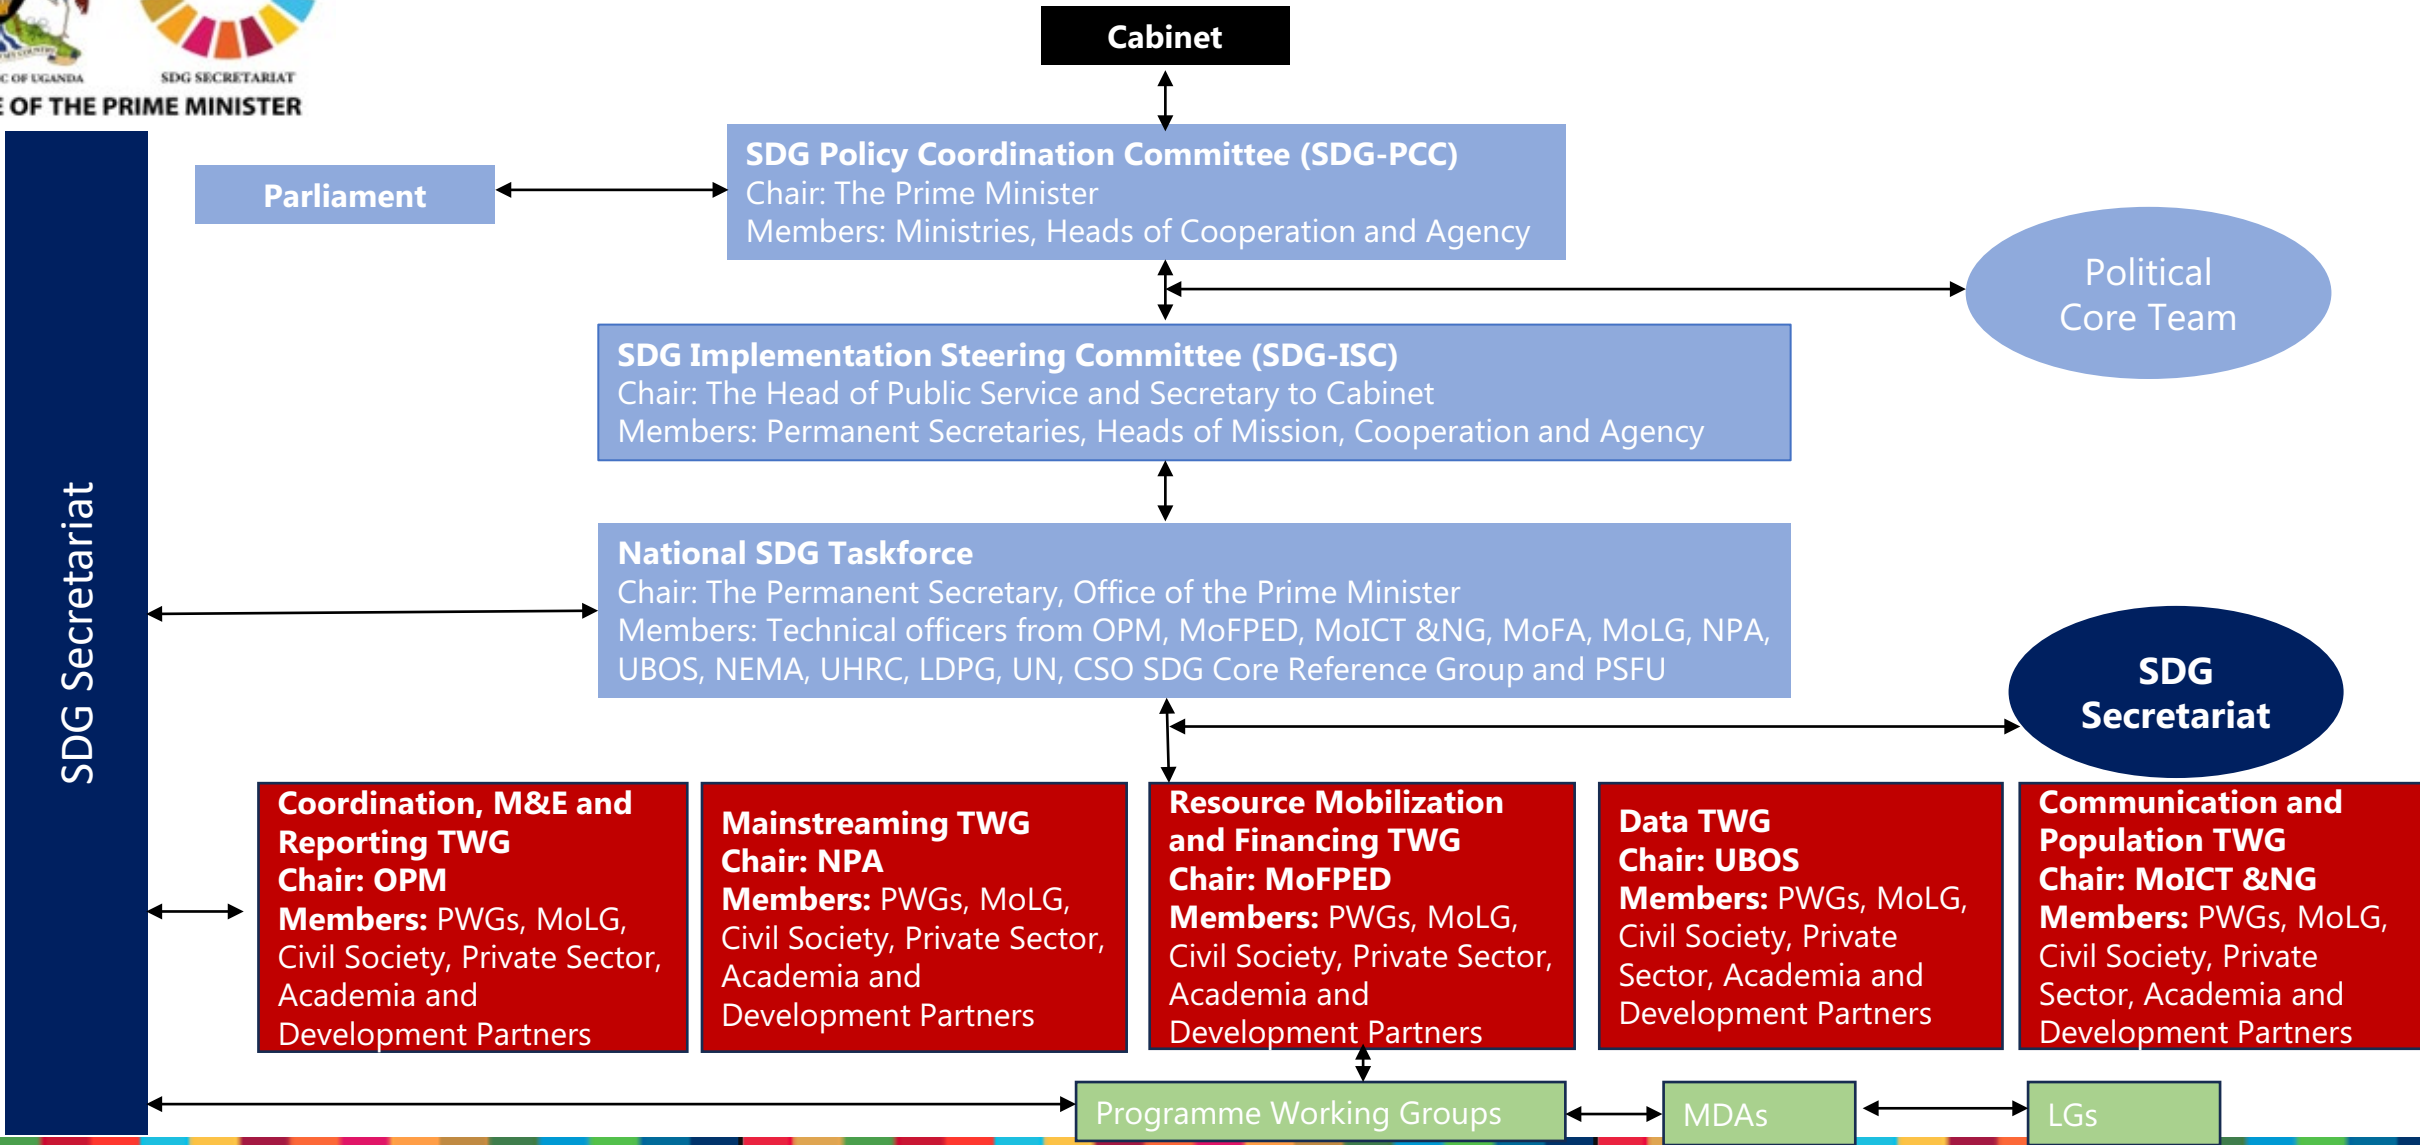 C OF UGANDA
SDG SECRETARIAT
E OF THE PRIME MINISTER
Cabinet
Parliament
SDG Policy Coordination Committee (SDG-PCC)
Chair: The Prime Minister
Members: Ministries, Heads of Cooperation and Agency
Political
Core Team
SDG Implementation Steering Committee (SDG-ISC)
Chair: The Head of Public Service and Secretary to Cabinet
Members: Permanent Secretaries, Heads of Mission, Cooperation and Agency
SDG Secretariat
National SDG Taskforce
Chair: The Permanent Secretary, Office of the Prime Minister
Members: Technical officers from OPM, MoFPED, MoICT &NG, MoFA, MoLG, NPA,
UBOS, NEMA, UHRC, LDPG, UN, CSO SDG Core Reference Group and PSFU
SDG
Secretariat
Coordination, M&E and
Reporting TWG
Chair: OPM
Members: PWGs, MoLG,
Civil Society, Private Sector,
Academia and
Development Partners
Mainstreaming TWG
Chair: NPA
Members: PWGs, MoLG,
Civil Society, Private Sector,
Academia and
Development Partners
Resource Mobilization
and Financing TWG
Chair: MoFPED
Members: PWGs, MoLG,
Civil Society, Private Sector,
Academia and
Development Partners
Data TWG
Chair: UBOS
Members: PWGs, MoLG,
Civil Society, Private
Sector, Academia and
Development Partners
Communication and
Population TWG
Chair: MoICT &NG
Members: PWGs, MoLG,
Civil Society, Private
Sector, Academia and
Development Partners
Programme Working Groups
MDAs
LGs